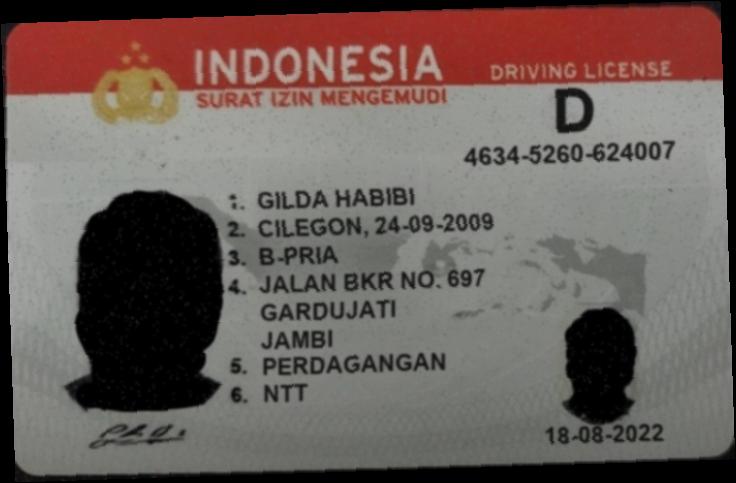 INDONESIA
SURAT IZIN MENGEMUDI
DRIVING LICENSE
D
4634-5260-624007
1. GILDA HABIBI
2. CILEGON, 24-09-2009
3. B-PRIA
4. JALAN BKR NO. 697
GARDUJATI
JAMBI
5. PERDAGANGAN
6. NTT
18-08-2022